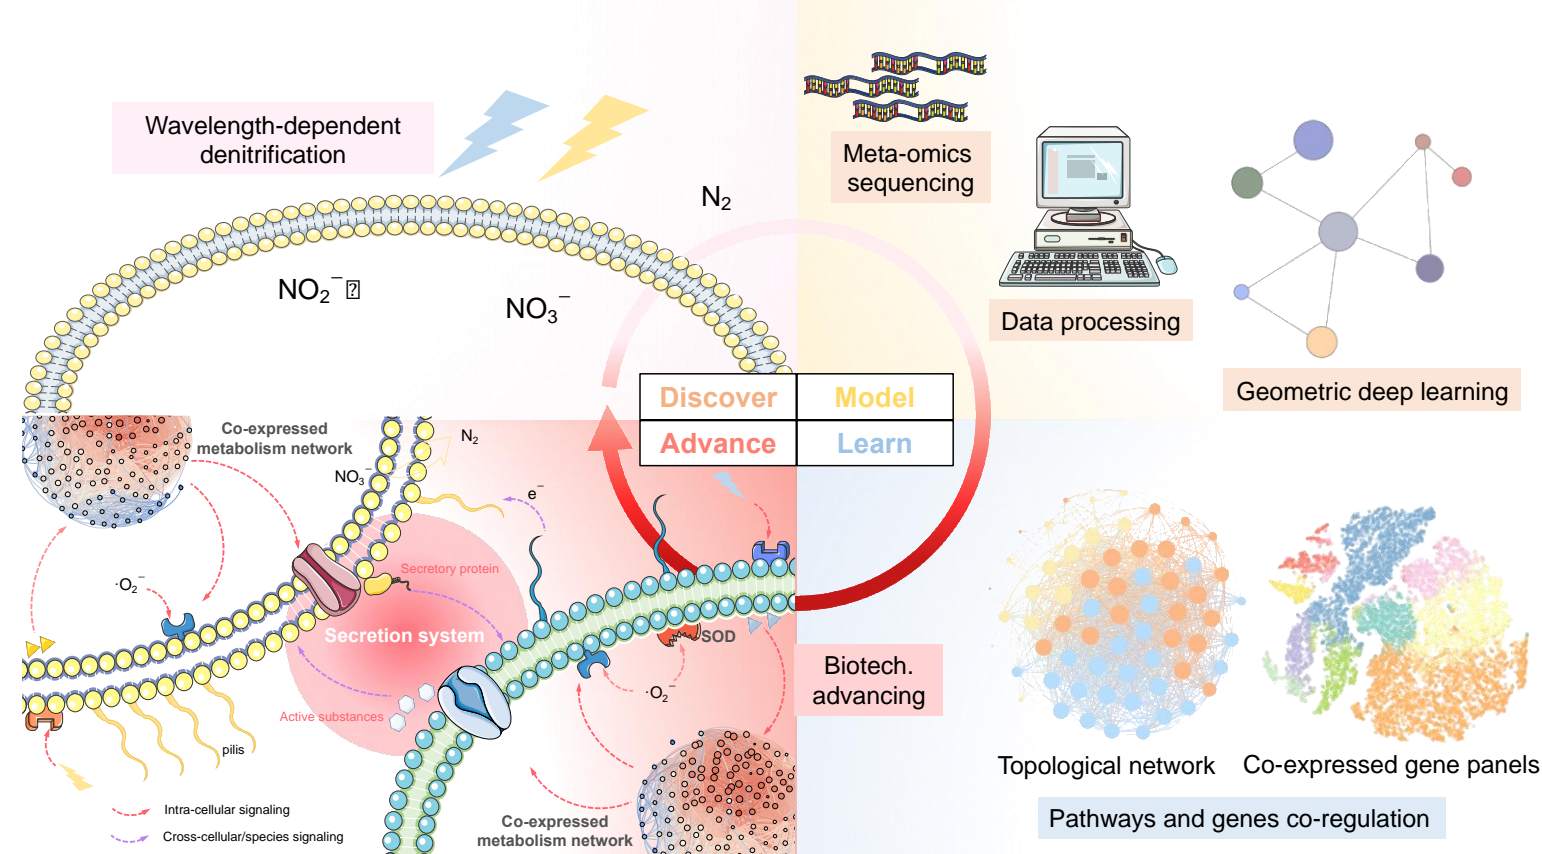 Wavelength-dependent
denitrification
N₂
NO₂⁻ 
NO₃⁻
Meta-omics
sequencing
Data processing
Geometric deep learning
Discover
Model
Advance
Learn
Co-expressed
metabolism network
N₂
NO₃⁻
e⁻
·O₂⁻
Secretory protein
Secretion system
SOD
·O₂⁻
Active substances
pilis
Biotech.
advancing
Intra-cellular signaling
Cross-cellular/species signaling
Co-expressed
metabolism network
Topological network
Co-expressed gene panels
Pathways and genes co-regulation